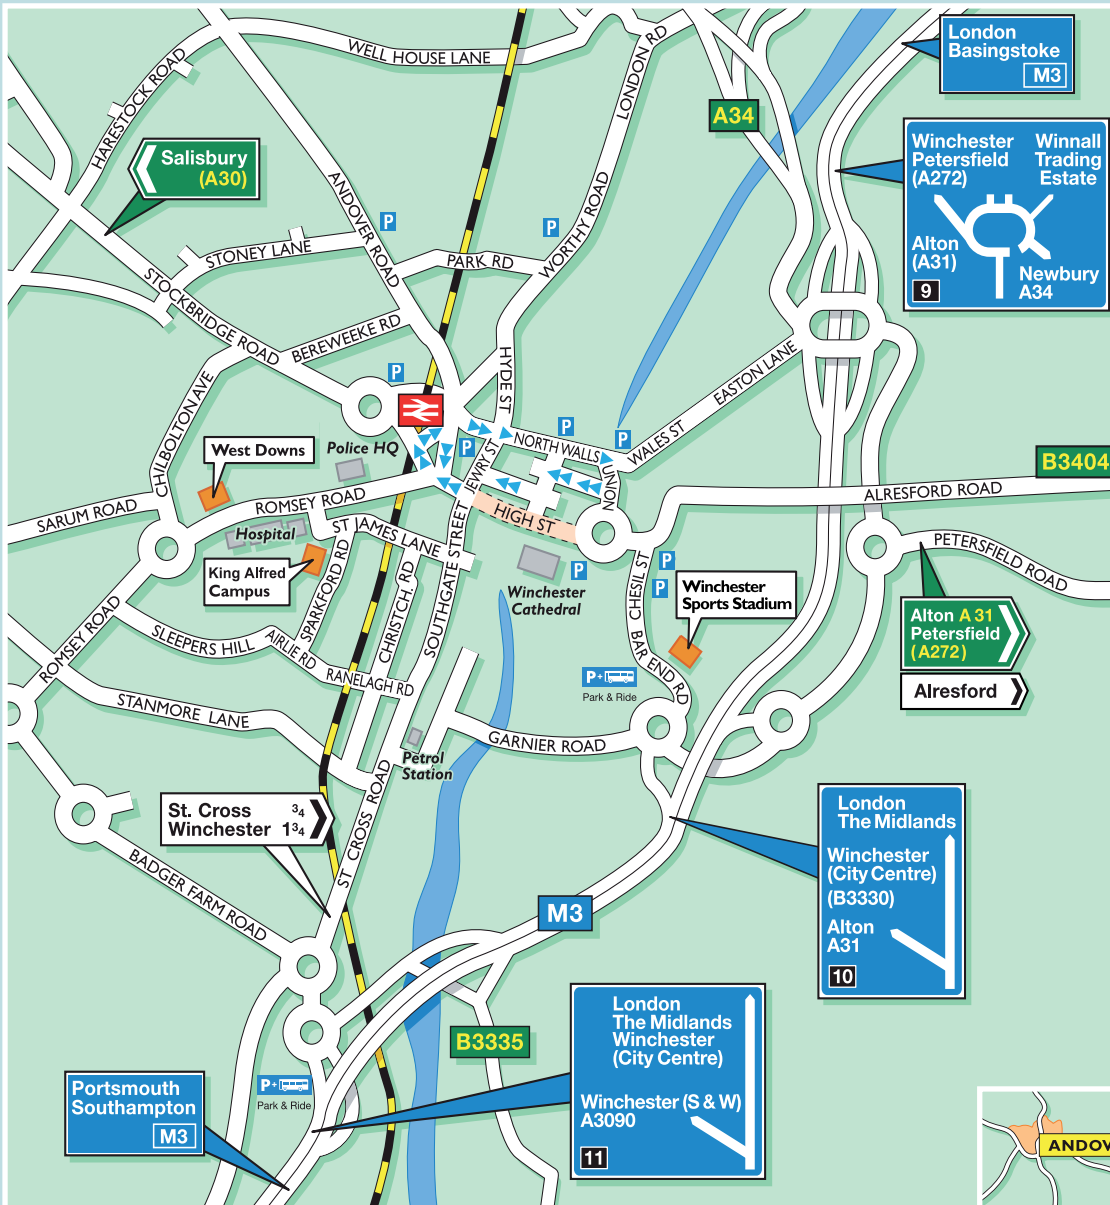 London
Basingstoke
M3
WELL HOUSE LANE
LONDON RD
HARESTOCK ROAD
A34
Salisbury
(A30)
Winchester
Petersfield
(A272)
Winnall
Trading
Estate
Alton
(A31)
Newbury
A34
9
ANDOVER ROAD
P
P
WORTHY ROAD
STONEY LANE
PARK RD
STOCKBRIDGE ROAD
BEREWEEKE RD
HYDE ST
EASTON LANE
P
CHILBOLTON AVE
P
P
P
NORTH WALLS
WALES ST
UNION
JEWRY ST
West Downs
Police HQ
B3404
ALRESFORD ROAD
SARUM ROAD
ROMSEY ROAD
HIGH ST
Hospital
ST JAMES LANE
SOUTHGATE STREET
PETERSFIELD ROAD
King Alfred
Campus
SPARKFORD RD
CHRISTCH. RD
Winchester
Cathedral
P
CHESIL ST
P
P
Winchester
Sports Stadium
Alton A 31
Petersfield
(A272)
Alresford
ROMSEY ROAD
SLEEPERS HILL
AIRLIE RD
RANELAGH RD
BAR END RD
P+
Park & Ride
STANMORE LANE
GARNIER ROAD
Petrol
Station
St. Cross 3/4
Winchester 1 3/4
ST CROSS ROAD
London
The Midlands
Winchester
(City Centre)
(B3330)
Alton
A31
10
BADGER FARM ROAD
M3
London
The Midlands
Winchester
(City Centre)
Winchester (S & W)
A3090
11
B3335
P+
Park & Ride
Portsmouth
Southampton
M3
ANDOV